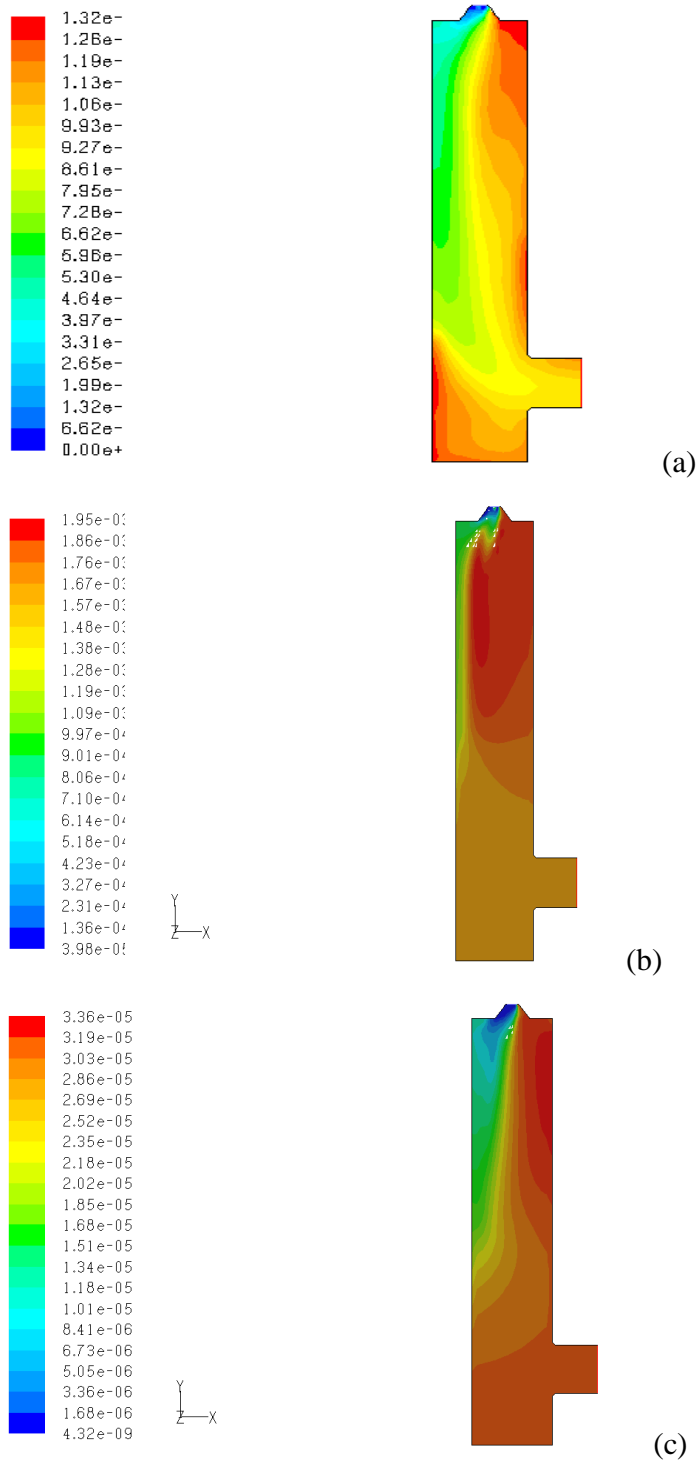 1.32e-
1.26e-
1.19e-
1.13e-
1.06e-
9.93e-
9.27e-
8.61e-
7.95e-
7.28e-
6.62e-
5.96e-
5.30e-
4.64e-
3.97e-
3.31e-
2.65e-
1.99e-
1.32e-
6.62e-
0.00e+
(a)
1.95e-03
1.86e-03
1.76e-03
1.67e-03
1.57e-03
1.48e-03
1.38e-03
1.28e-03
1.19e-03
1.09e-03
9.97e-04
9.01e-04
8.06e-04
7.10e-04
6.14e-04
5.18e-04
4.23e-04
3.27e-04
2.31e-04
1.36e-04
3.98e-05
Y
Z X
(b)
3.36e-05
3.19e-05
3.03e-05
2.86e-05
2.69e-05
2.52e-05
2.35e-05
2.18e-05
2.02e-05
1.85e-05
1.68e-05
1.51e-05
1.34e-05
1.18e-05
1.01e-05
8.41e-06
6.73e-06
5.05e-06
3.36e-06
1.68e-06
4.32e-09
Y
Z X
(c)